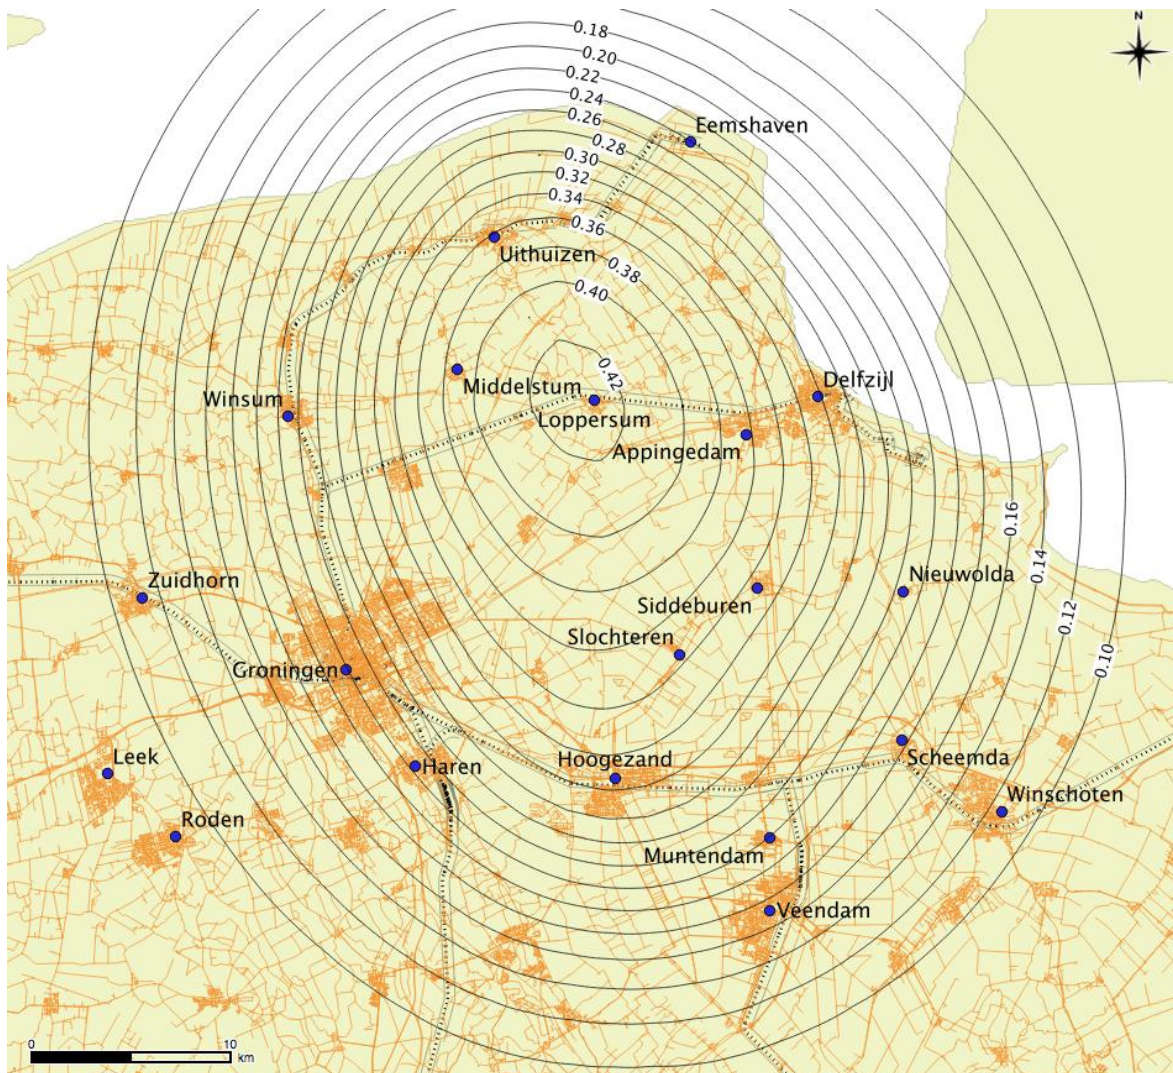 N
0.18
0.20
0.22
0.24
0.26
0.28
0.30
0.32
0.34
0.36
0.38
0.40
0.42
Eemshaven
Uithuizen
Middelstum
Delfzijl
Winsum
Loppersum
Appingedam
0.16
0.14
0.12
0.10
Zuidhorn
Nieuwolda
Siddeburen
Slochteren
Groningen
Leek
Haren
Hoogezand
Scheemda
Winschoten
Roden
Muntendam
Veendam
0 10
km